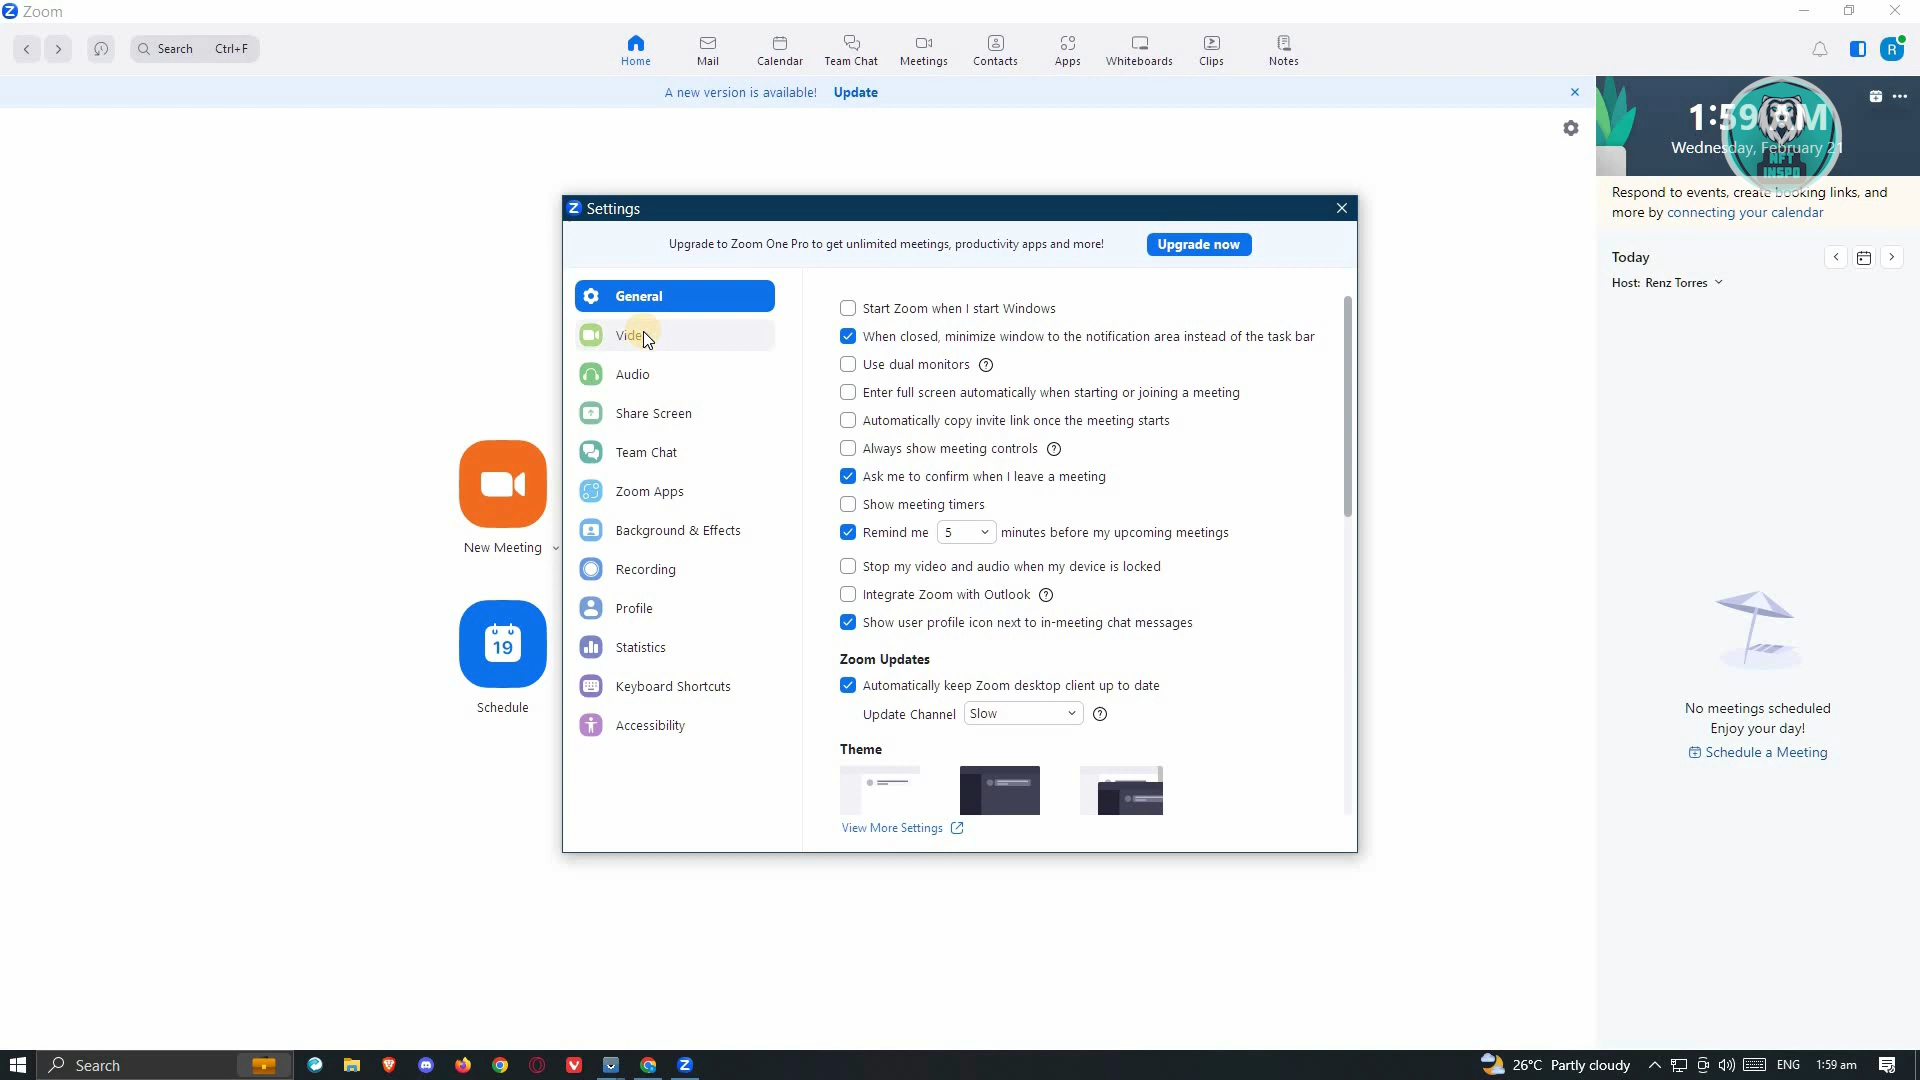 Zoom
Search Ctrl+F
Home
Mail
Calendar
Team Chat
Meetings
Contacts
Apps
Whiteboards
Clips
Notes
R
A new version is available! Update
1:59 AM
Wednesday, February 21
NFT
INSPO
Respond to events, create booking links, and
more by connecting your calendar
Today
Host: Renz Torres
No meetings scheduled
Enjoy your day!
Schedule a Meeting
New Meeting
19
Schedule
Settings
Upgrade to Zoom One Pro to get unlimited meetings, productivity apps and more! Upgrade now
General
Video
Audio
Share Screen
Team Chat
Zoom Apps
Background & Effects
Recording
Profile
Statistics
Keyboard Shortcuts
Accessibility
Start Zoom when I start Windows
When closed, minimize window to the notification area instead of the task bar
Use dual monitors
Enter full screen automatically when starting or joining a meeting
Automatically copy invite link once the meeting starts
Always show meeting controls
Ask me to confirm when I leave a meeting
Show meeting timers
Remind me 5 minutes before my upcoming meetings
Stop my video and audio when my device is locked
Integrate Zoom with Outlook
Show user profile icon next to in-meeting chat messages
Zoom Updates
Automatically keep Zoom desktop client up to date
Update Channel Slow
Theme
View More Settings
Search
26°C Partly cloudy
ENG
1:59 am